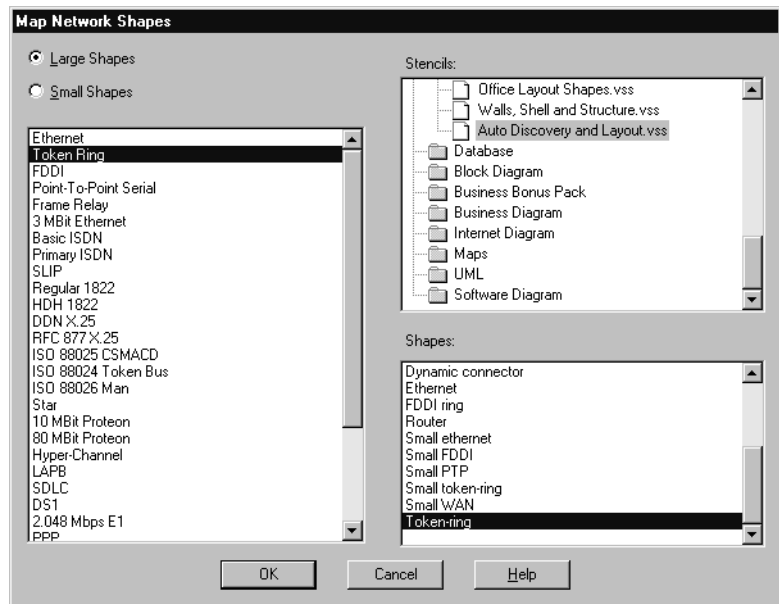 Map Network Shapes
Large Shapes
Small Shapes
Ethernet
Token Ring
FDDI
Point-To-Point Serial
Frame Relay
3 MBit Ethernet
Basic ISDN
Primary ISDN
SLIP
Regular 1822
HDH 1822
DDN X.25
RFC 877 X.25
ISO 88025 CSMACD
ISO 88024 Token Bus
ISO 88026 Man
Star
10 MBit Proteon
80 MBit Proteon
Hyper-Channel
LAPB
SDLC
DS1
2.048 Mbps E1
PPP
Stencils:
Office Layout Shapes.vss
Walls, Shell and Structure.vss
Auto Discovery and Layout.vss
Database
Block Diagram
Business Bonus Pack
Business Diagram
Internet Diagram
Maps
UML
Software Diagram
Shapes:
Dynamic connector
Ethernet
FDDI ring
Router
Small ethernet
Small FDDI
Small PTP
Small token-ring
Small WAN
Token-ring
OK
Cancel
Help